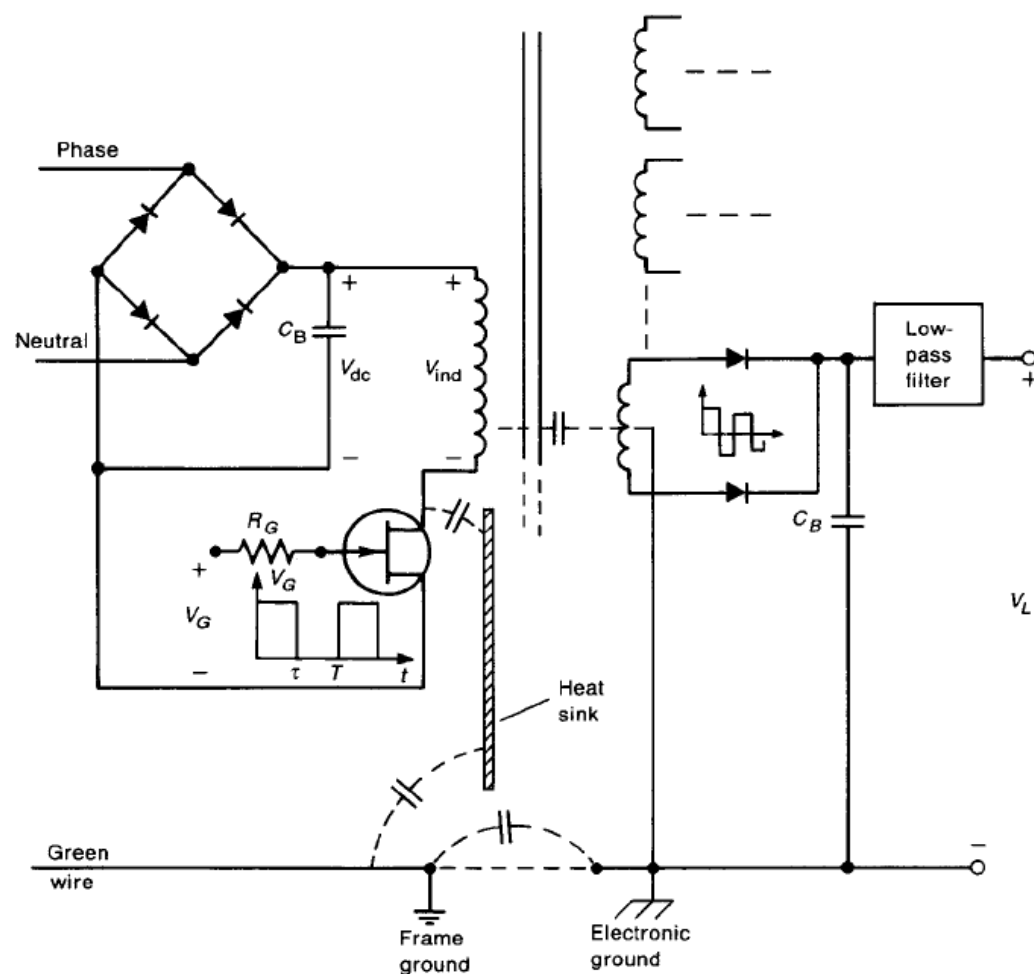 Phase
Neutral
C_B
+
V_dc
−
+
V_ind
−
R_G
+
V_G
−
V_G
τ
T
t
Heat
sink
Low-
pass
filter
+
C_B
V_L
−
Green
wire
Frame
ground
Electronic
ground